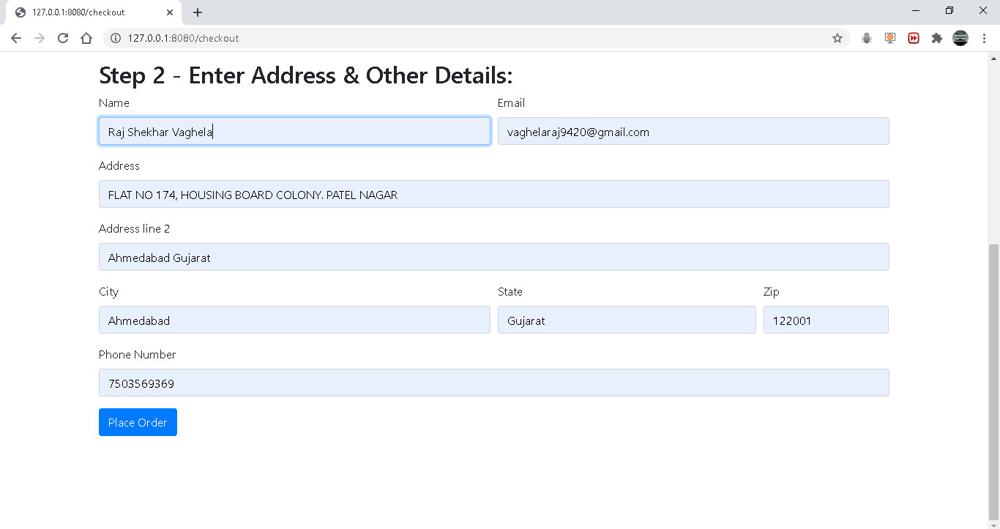 127.0.0.1:8080/checkout
127.0.0.1:8080/checkout
Step 2 - Enter Address & Other Details:
Name Email
Raj Shekhar Vaghela vaghelaraj9420@gmail.com
Address
FLAT NO 174, HOUSING BOARD COLONY. PATEL NAGAR
Address line 2
Ahmedabad Gujarat
City State Zip
Ahmedabad Gujarat 122001
Phone Number
7503569369
Place Order